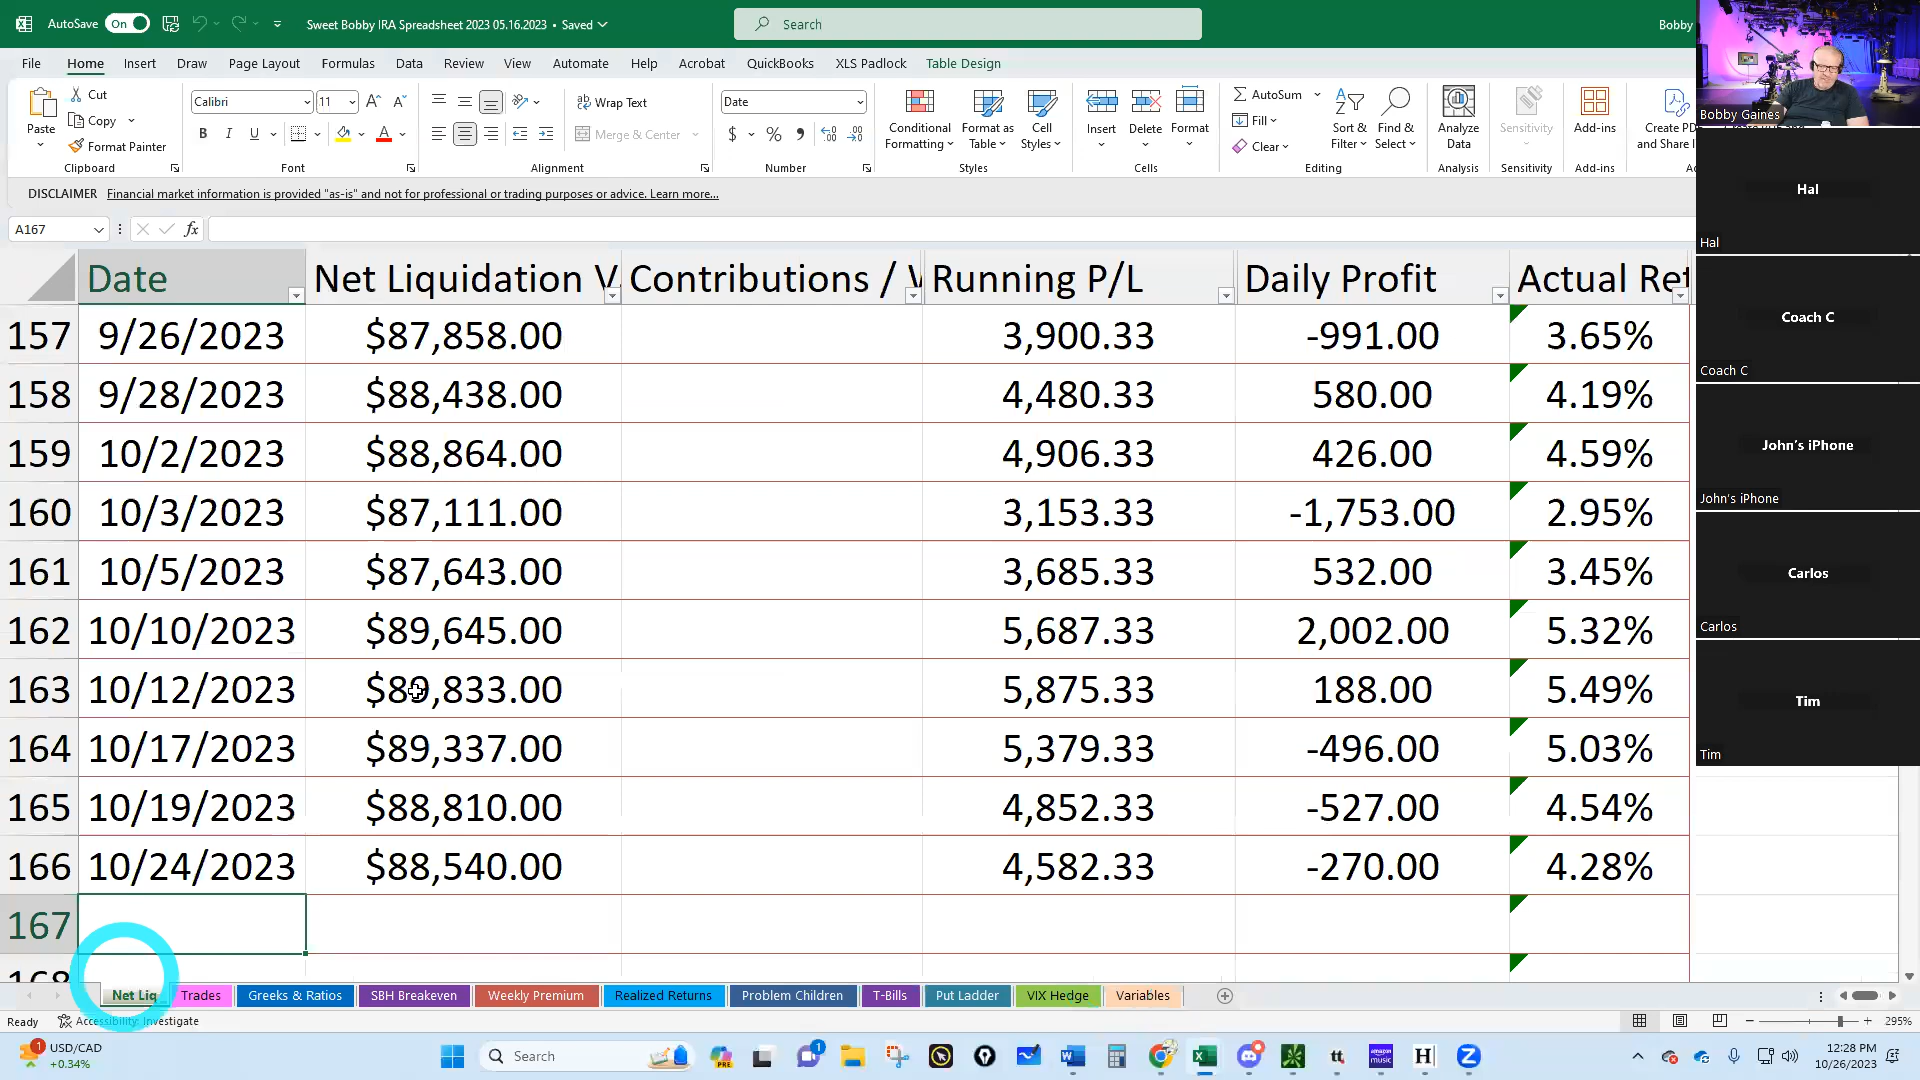 AutoSave On Sweet Bobby IRA Spreadsheet 2023 05.16.2023 • Saved Search Bobby
File Home Insert Draw Page Layout Formulas Data Review View Automate Help Acrobat QuickBooks XLS Padlock Table Design
Paste Cut Copy Format Painter Clipboard
Calibri 11 B I U Font
Wrap Text Merge & Center Alignment
Date $ % Number
Conditional Formatting Format as Table Cell Styles Styles
Insert Delete Format Cells
AutoSum Fill Clear Sort & Filter Find & Select Editing
Analyze Data Analysis
Sensitivity Sensitivity
Add-ins Add-ins
Create and Share
DISCLAIMER Financial market information is provided "as-is" and not for professional or trading purposes or advice. Learn more...
A167 fx
Date Net Liquidation V Contributions / Running P/L Daily Profit Actual Ret
157 9/26/2023 $87,858.00 3,900.33 -991.00 3.65%
158 9/28/2023 $88,438.00 4,480.33 580.00 4.19%
159 10/2/2023 $88,864.00 4,906.33 426.00 4.59%
160 10/3/2023 $87,111.00 3,153.33 -1,753.00 2.95%
161 10/5/2023 $87,643.00 3,685.33 532.00 3.45%
162 10/10/2023 $89,645.00 5,687.33 2,002.00 5.32%
163 10/12/2023 $89,833.00 5,875.33 188.00 5.49%
164 10/17/2023 $89,337.00 5,379.33 -496.00 5.03%
165 10/19/2023 $88,810.00 4,852.33 -527.00 4.54%
166 10/24/2023 $88,540.00 4,582.33 -270.00 4.28%
167
168
Net Liq Trades Greeks & Ratios SBH Breakeven Weekly Premium Realized Returns Problem Children T-Bills Put Ladder VIX Hedge Variables
Ready Accessibility: Investigate 295%
1 USD/CAD
+0.34%
Search PRE 1 tt amazon music H Z
12:28 PM
10/26/2023
Bobby Gaines
Hal
Hal
Coach C
Coach C
John's iPhone
John's iPhone
Carlos
Carlos
Tim
Tim